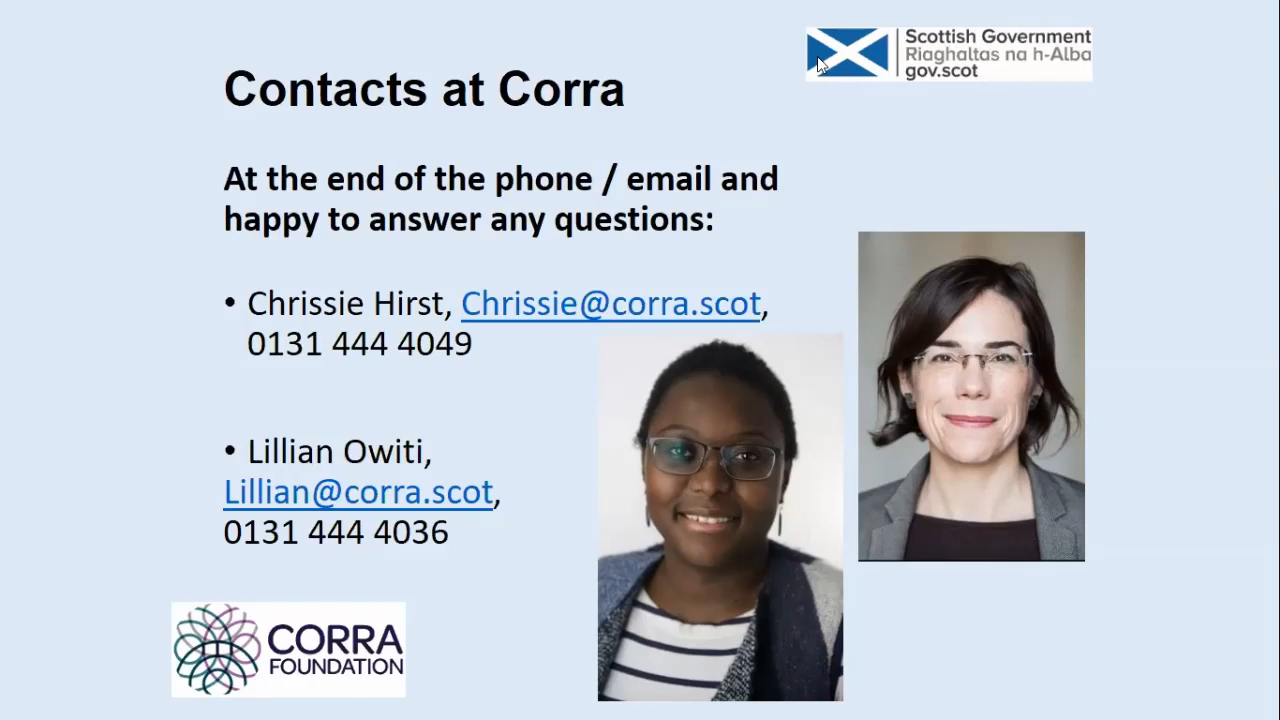 Scottish Government
Riaghaltas na h-Alba
gov.scot
Contacts at Corra
At the end of the phone / email and
happy to answer any questions:
• Chrissie Hirst, Chrissie@corra.scot,
0131 444 4049
• Lillian Owiti,
Lillian@corra.scot,
0131 444 4036
CORRA
FOUNDATION